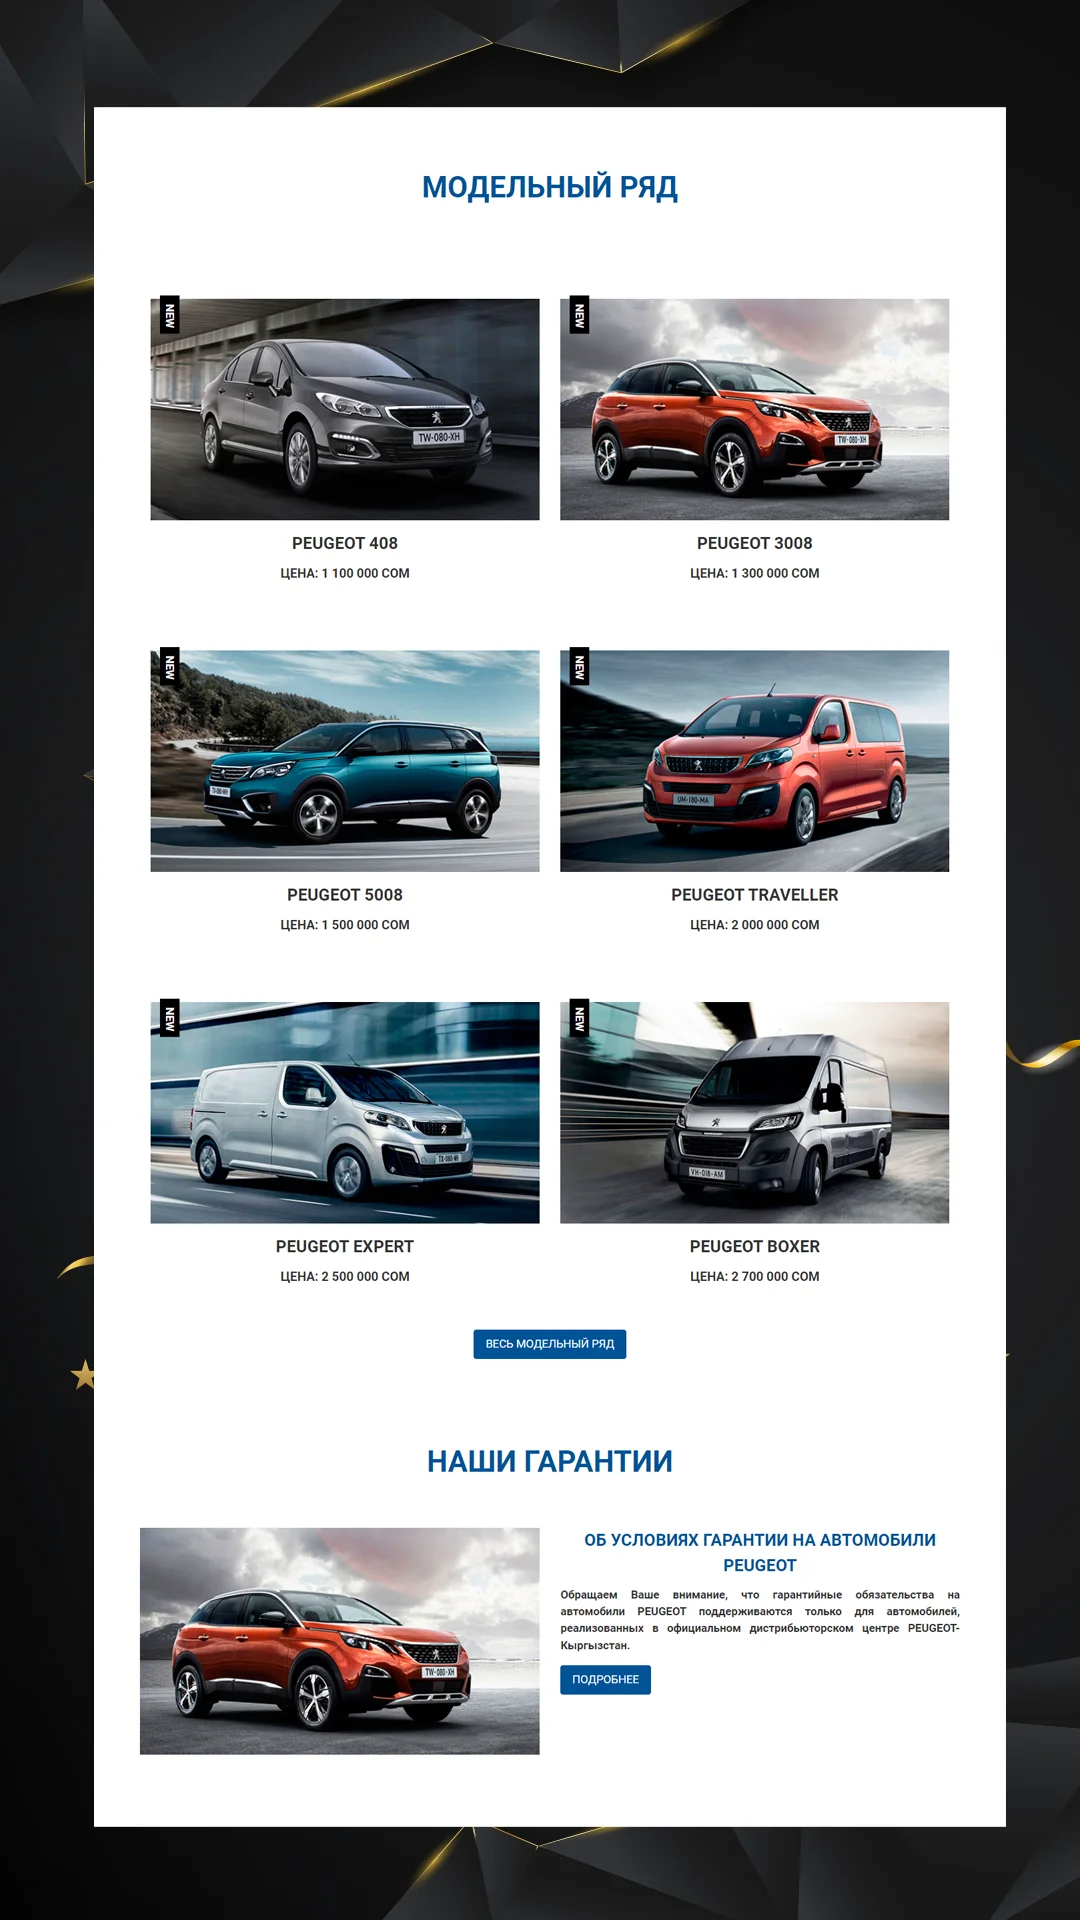 МОДЕЛЬНЫЙ РЯД
NEW
NEW
TW-080-XH
TW-080-XH
PEUGEOT 408
PEUGEOT 3008
ЦЕНА: 1 100 000 СОМ
ЦЕНА: 1 300 000 СОМ
NEW
NEW
UM-180-MA
PEUGEOT 5008
PEUGEOT TRAVELLER
ЦЕНА: 1 500 000 СОМ
ЦЕНА: 2 000 000 СОМ
NEW
NEW
VH-018-AM
PEUGEOT EXPERT
PEUGEOT BOXER
ЦЕНА: 2 500 000 СОМ
ЦЕНА: 2 700 000 СОМ
ВЕСЬ МОДЕЛЬНЫЙ РЯД
НАШИ ГАРАНТИИ
TW-080-XH
ОБ УСЛОВИЯХ ГАРАНТИИ НА АВТОМОБИЛИ
PEUGEOT
Обращаем Ваше внимание, что гарантийные обязательства на
автомобили PEUGEOT поддерживаются только для автомобилей,
реализованных в официальном дистрибьюторском центре PEUGEOT-
Кыргызстан.
ПОДРОБНЕЕ